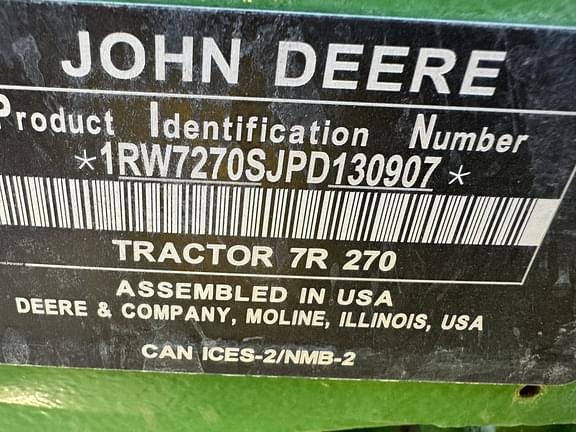 JOHN DEERE
Product Identification Number
*1RW7270SJPD130907*
TRACTOR 7R 270
ASSEMBLED IN USA
DEERE & COMPANY, MOLINE, ILLINOIS, USA
CAN ICES-2/NMB-2